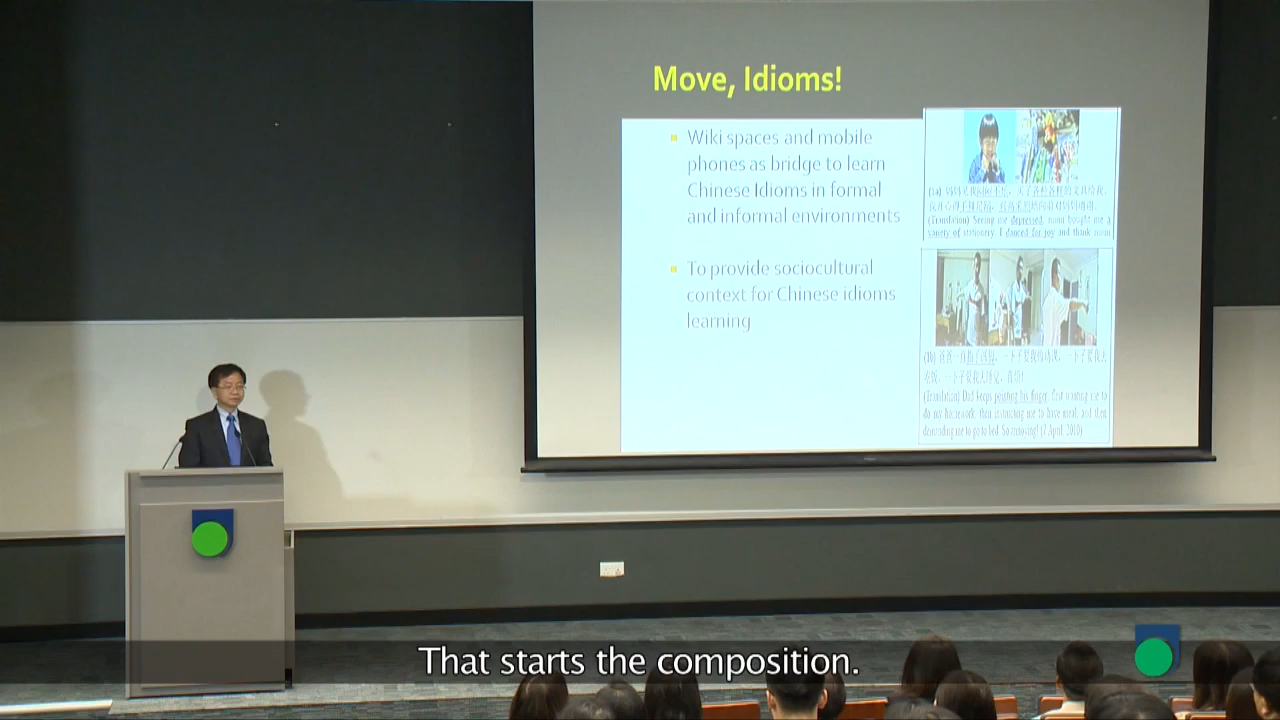 Move, Idioms!
Wiki spaces and mobile
phones as bridge to learn
Chinese Idioms in formal
and informal environments
To provide sociocultural
context for Chinese idioms
learning
(Translation) Seeing me depressed, mum bought me a
variety of stationery. I danced for joy and thank mum
(Translation) Dad keeps pointing his finger, first wanting me to
do my homework, then instructing me to have meal, and then
demanding me to go to bed. So annoying! (7 April, 2010)
That starts the composition.